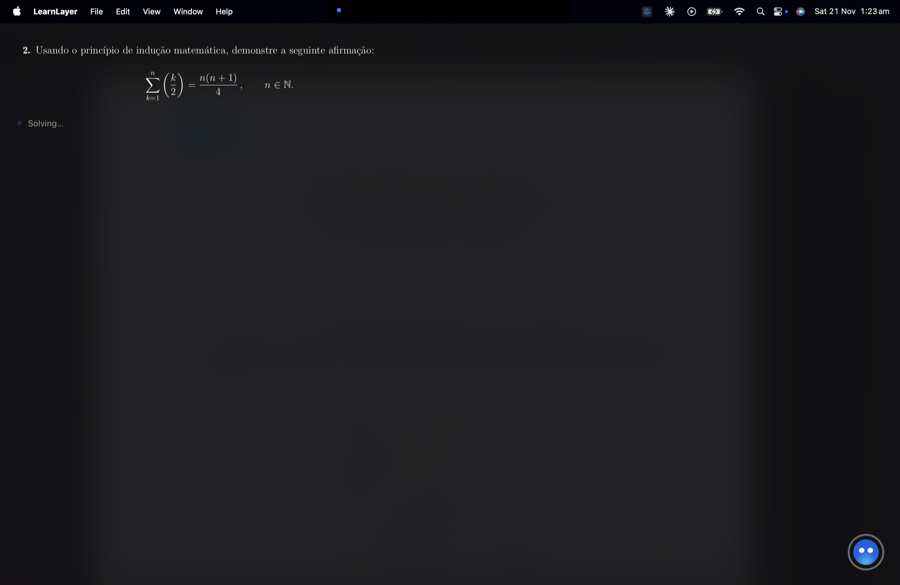 LearnLayer File Edit View Window Help Sat 21 Nov 1:23 am
2. Usando o princípio de indução matemática, demonstre a seguinte afirmação:
∑_{k=1}^{n} (k/2) = n(n + 1)/4, n ∈ ℕ.
Solving...